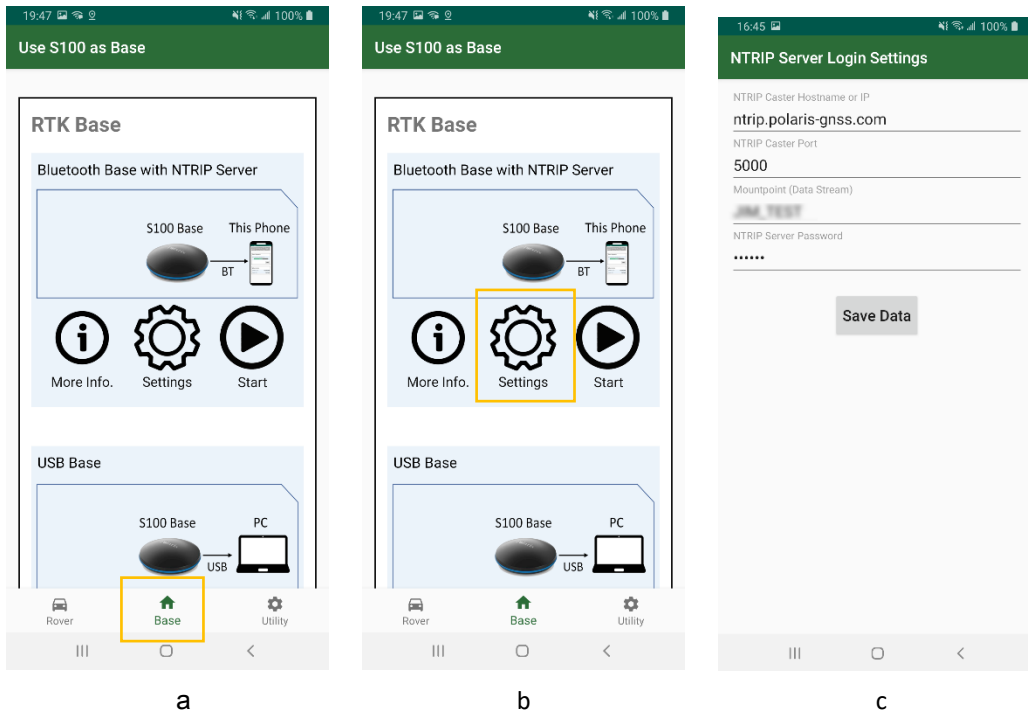 19:47 100%
Use S100 as Base
RTK Base
Bluetooth Base with NTRIP Server
S100 Base This Phone
BT
More Info. Settings Start
USB Base
S100 Base PC
USB
Rover Base Utility
a
19:47 100%
Use S100 as Base
RTK Base
Bluetooth Base with NTRIP Server
S100 Base This Phone
BT
More Info. Settings Start
USB Base
S100 Base PC
USB
Rover Base Utility
b
16:45 100%
NTRIP Server Login Settings
NTRIP Caster Hostname or IP
ntrip.polaris-gnss.com
NTRIP Caster Port
5000
Mountpoint (Data Stream)
NTRIP Server Password
••••••
Save Data
c